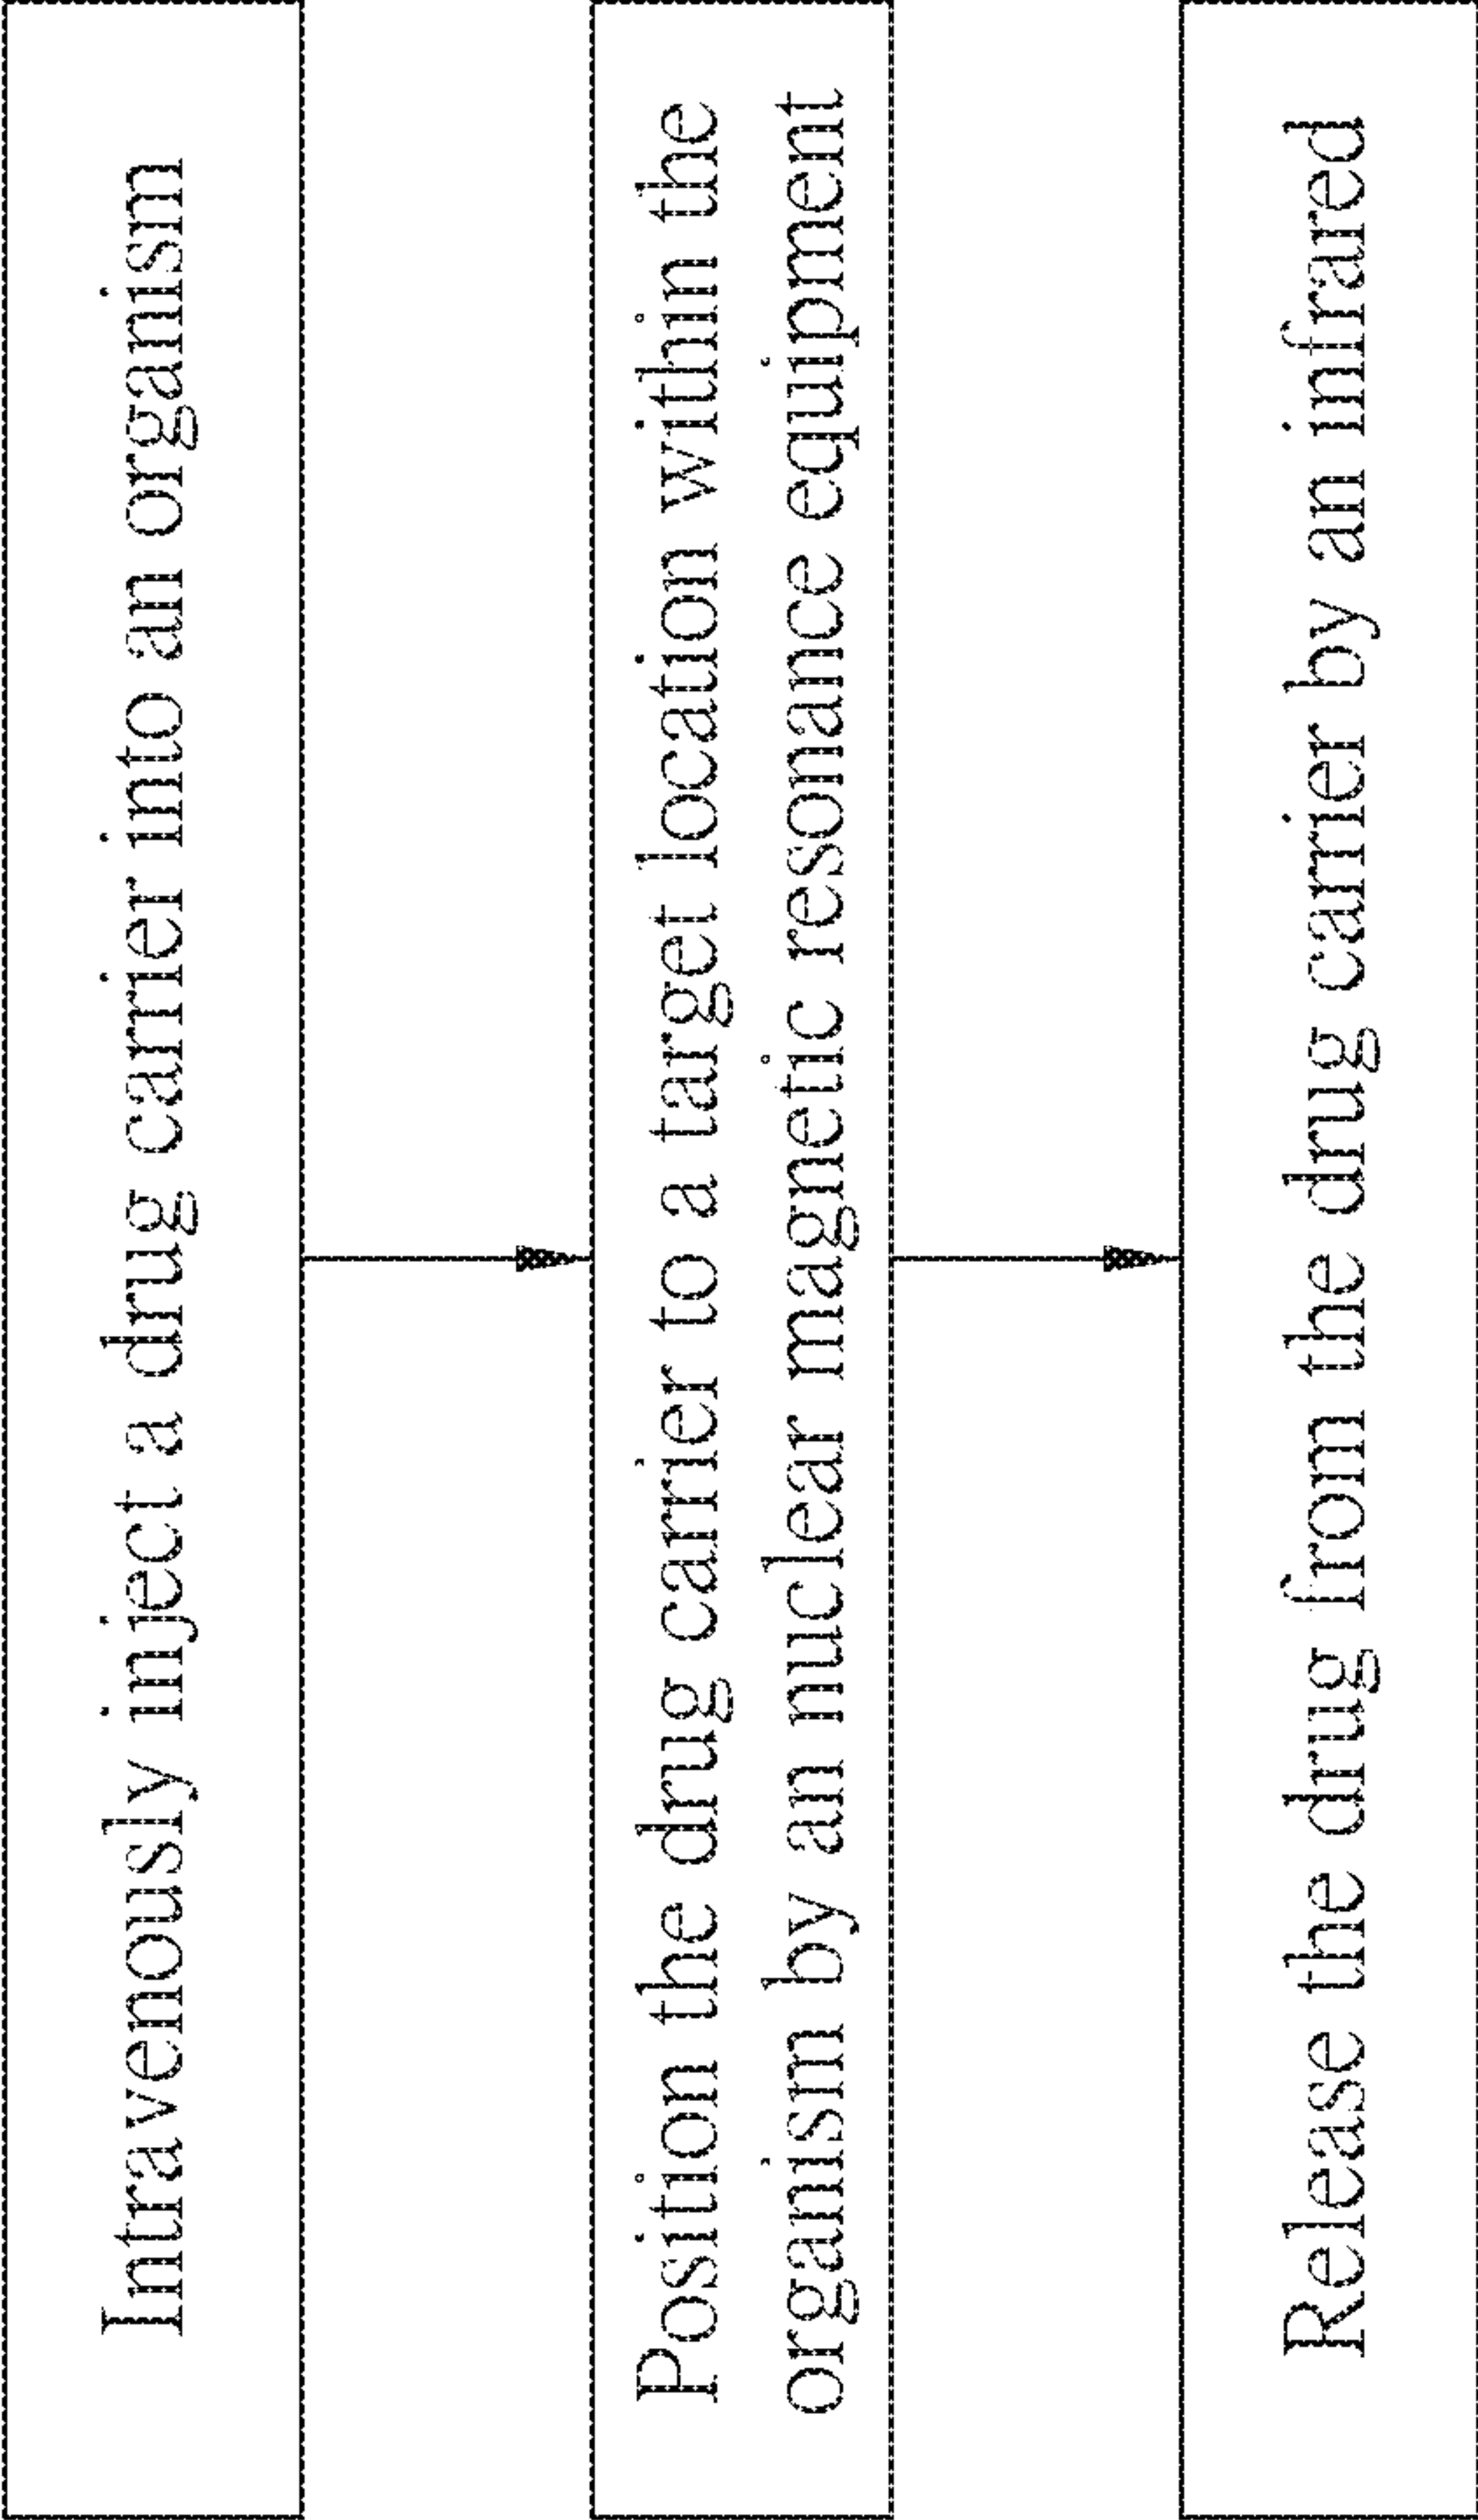 Intravenously inject a drug carrier into an organism
Position the drug carrier to a target location within the
organism by an nuclear magnetic resonance equipment
Release the drug from the drug carrier by an infrared